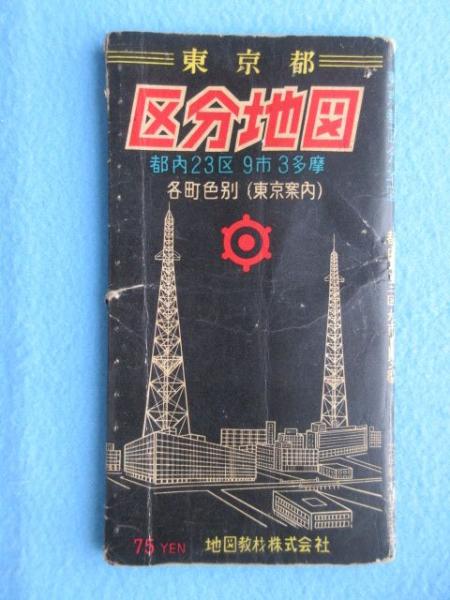 東京都
区分地図
都内23区 9市 3多摩
各町色別 (東京案内)
75 YEN 地図教材株式会社